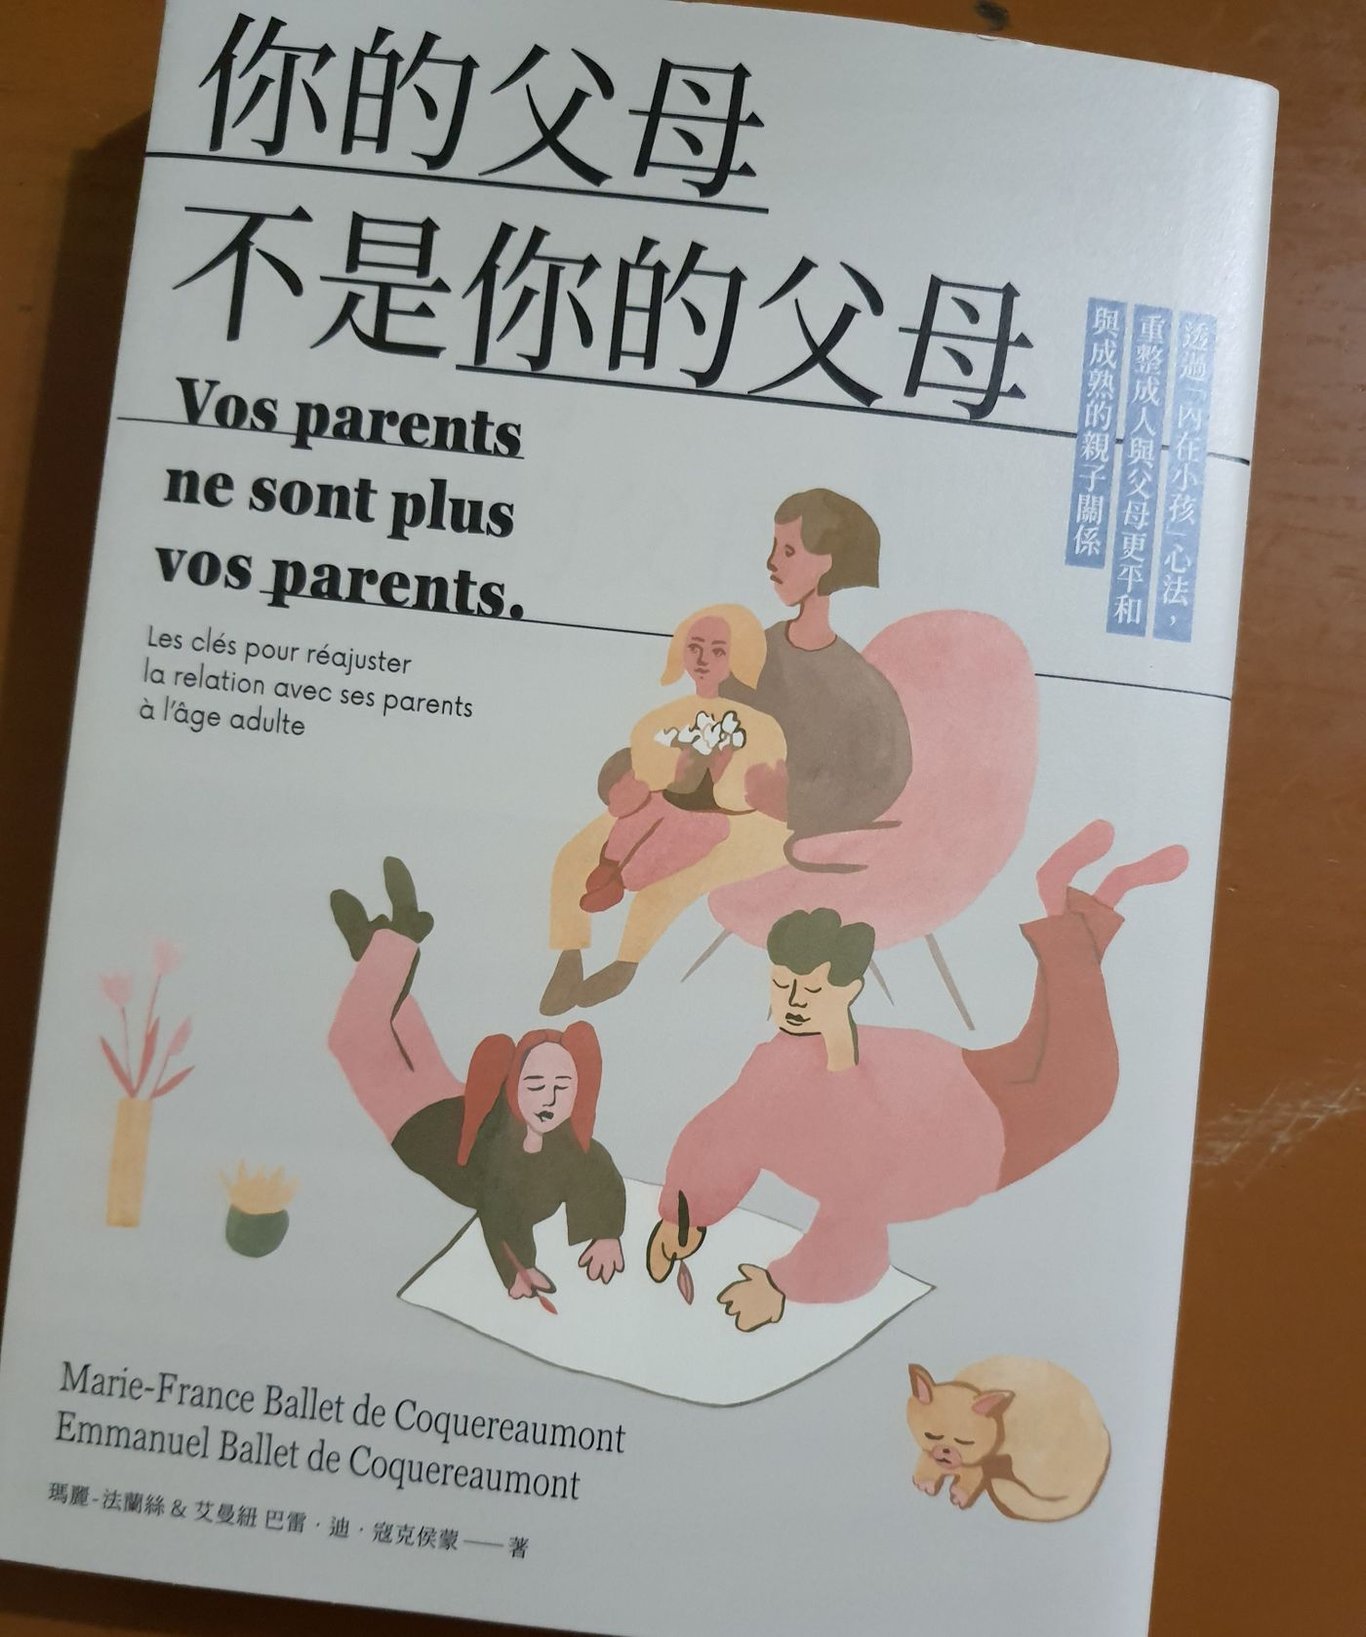 你的父母
不是你的父母
Vos parents
ne sont plus
vos parents.
Les clés pour réajuster
la relation avec ses parents
à l'âge adulte
透過「內在小孩」心法，
重整成人與父母更平和
與成熟的親子關係
Marie-France Ballet de Coquereaumont
Emmanuel Ballet de Coquereaumont
瑪麗-法蘭絲 & 艾曼紐 巴雷．迪．寇克侯蒙——著